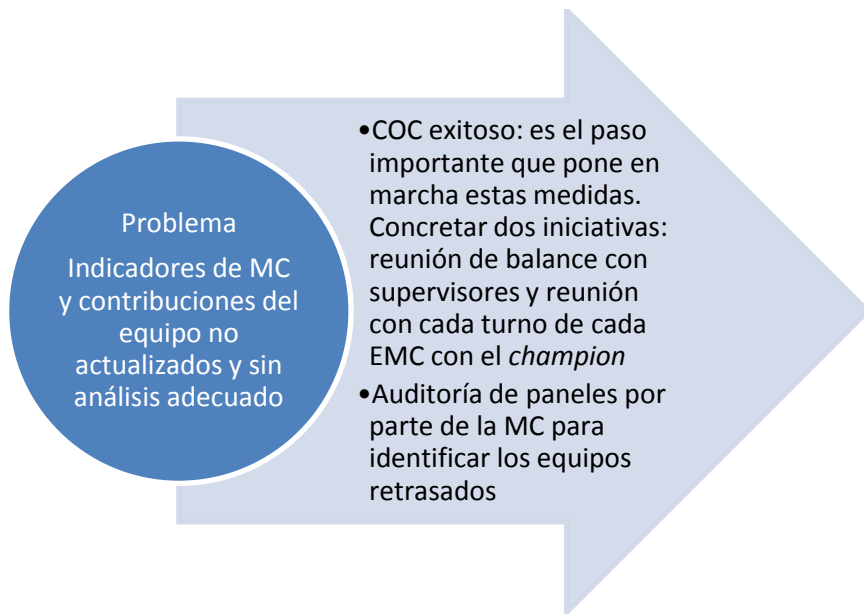 Problema
Indicadores de MC
y contribuciones del
equipo no
actualizados y sin
análisis adecuado
•COC exitoso: es el paso
importante que pone en
marcha estas medidas.
Concretar dos iniciativas:
reunión de balance con
supervisores y reunión
con cada turno de cada
EMC con el champion
•Auditoría de paneles por
parte de la MC para
identificar los equipos
retrasados